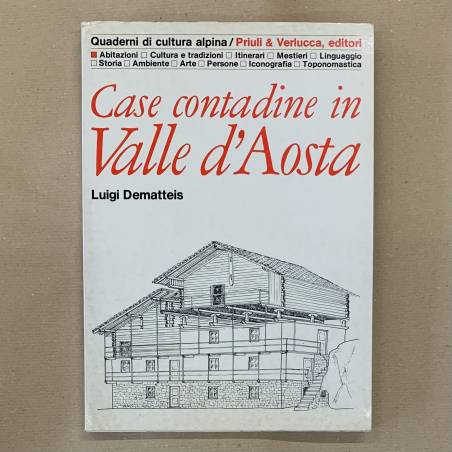 Quaderni di cultura alpina/Priuli & Verlucca, editori
Abitazioni Cultura e tradizioni Itinerari Mestieri Linguaggio
Storia Ambiente Arte Persone Iconografia Toponomastica
Case contadine in
Valle d'Aosta
Luigi Dematteis